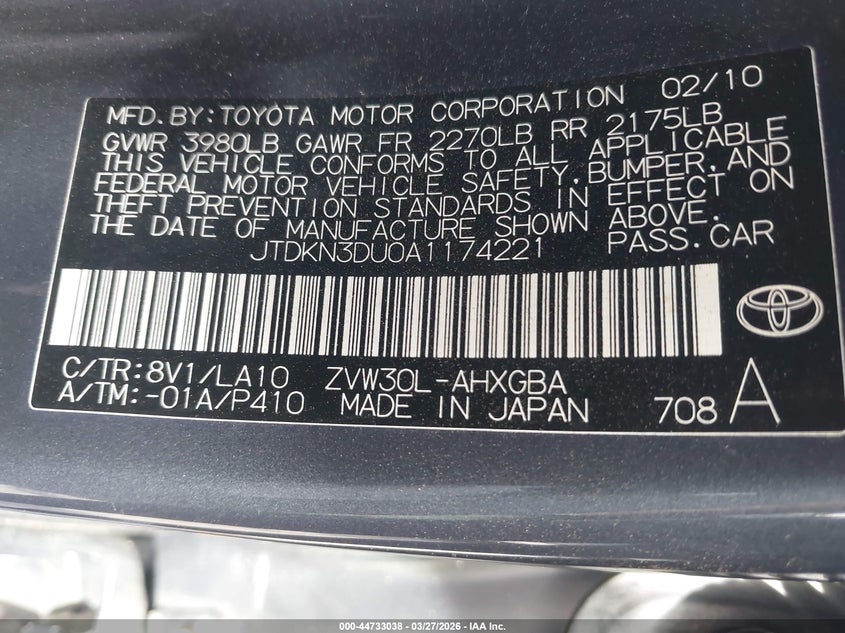 MFD. BY: TOYOTA MOTOR CORPORATION 02/10
GVWR 3980LB GAWR FR 2270LB RR 2175LB
THIS VEHICLE CONFORMS TO ALL APPLICABLE
FEDERAL MOTOR VEHICLE SAFETY, BUMPER, AND
THEFT PREVENTION STANDARDS IN EFFECT ON
THE DATE OF MANUFACTURE SHOWN ABOVE.
JTDKN3DU0A1174221 PASS. CAR
C/TR: 8V1/LA10 ZVW30L-AHXGBA
A/TM: -01A/P410 MADE IN JAPAN 708 A
000-44733038 - 03/27/2026 - IAA Inc.